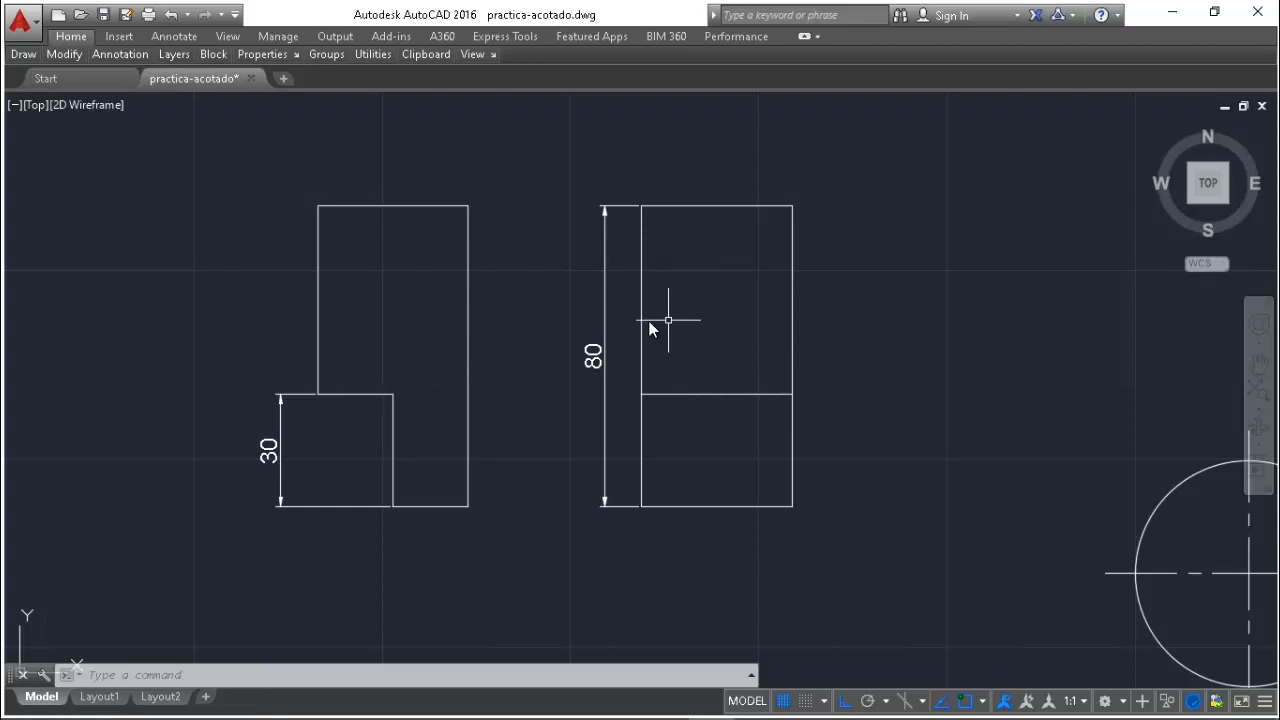 Autodesk AutoCAD 2016 practica-acotado.dwg
Type a keyword or phrase
Sign In
Home Insert Annotate View Manage Output Add-ins A360 Express Tools Featured Apps BIM 360 Performance
Draw Modify Annotation Layers Block Properties Groups Utilities Clipboard View
Start practica-acotado*
[−][Top][2D Wireframe]
N
W TOP E
S
WCS
80
30
Y
X
Type a command
Model Layout1 Layout2
MODEL 1:1